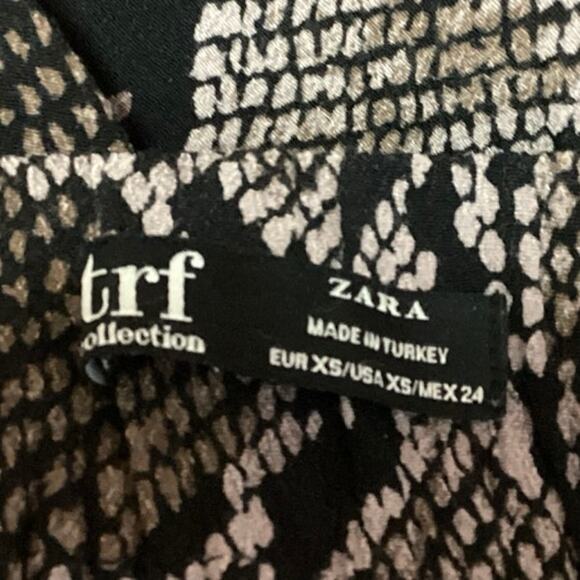 trf
collection
ZARA
MADE IN TURKEY
EUR XS/USA XS/MEX 24